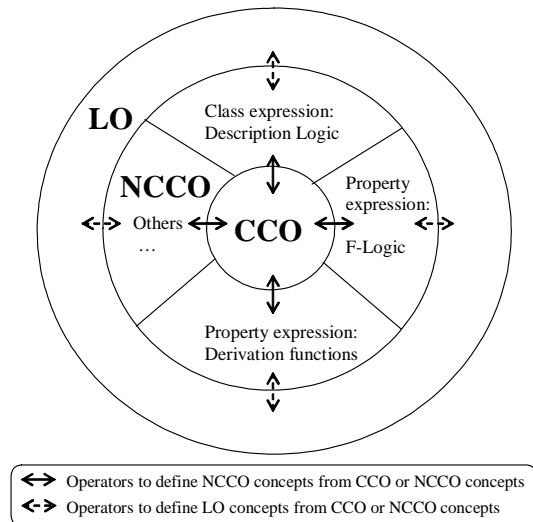 LO
Class expression:
Description Logic
NCCO
Others
…
CCO
Property
expression:
F-Logic
Property expression:
Derivation functions
Operators to define NCCO concepts from CCO or NCCO concepts
Operators to define LO concepts from CCO or NCCO concepts